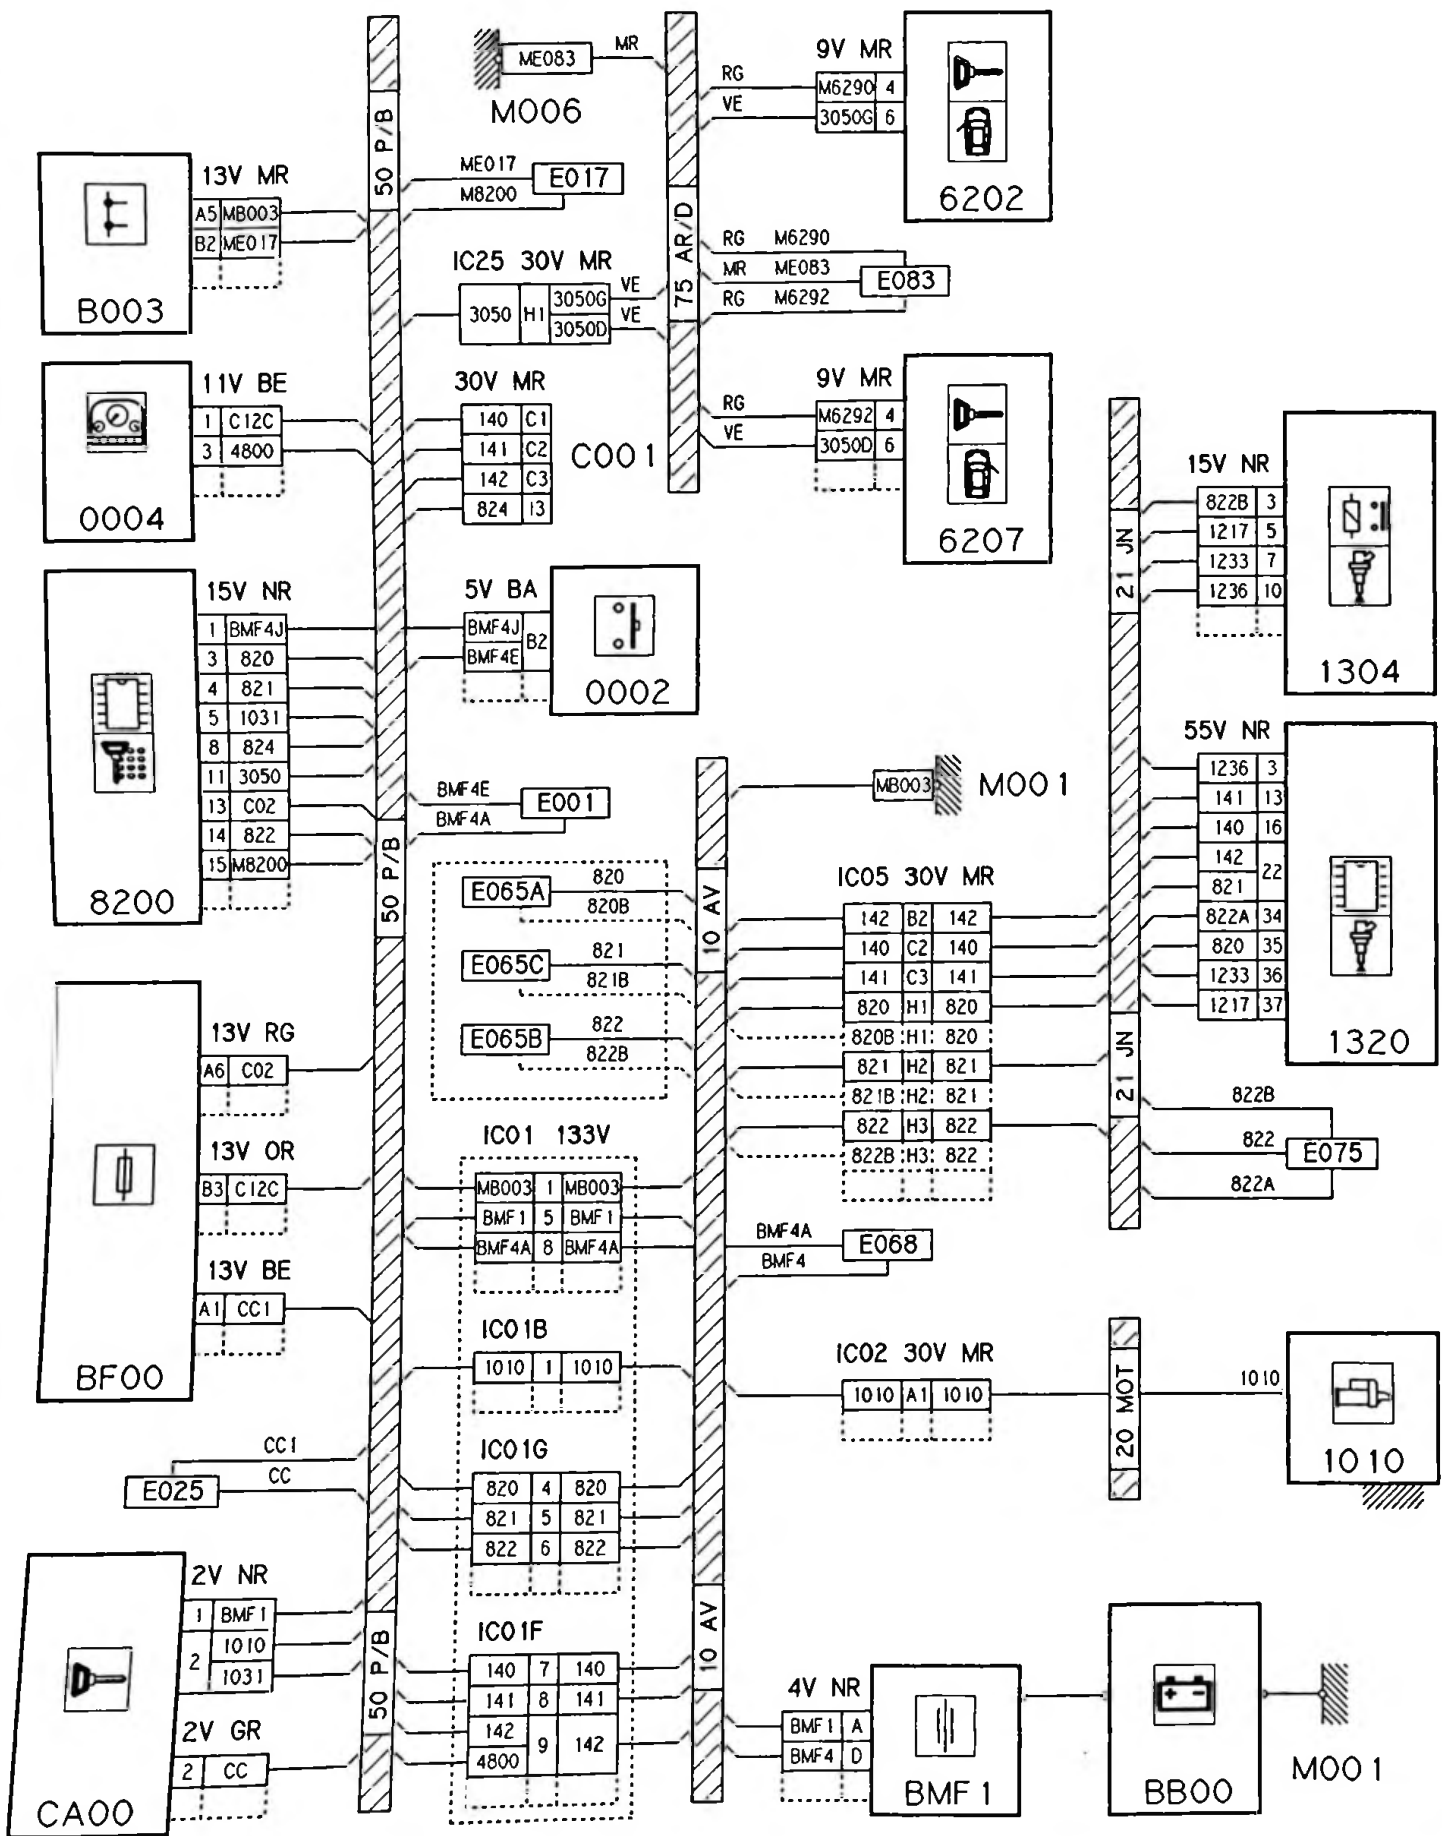 ME083
MR
M006
50 P/B
B003
13V MR
A5 MB003
B2 ME017
ME017
M8200
E017
IC25 30V MR
3050 H1 3050G
3050D
VE
VE
75 AR/D
RG
VE
9V MR
M6290 4
3050G 6
6202
RG M6290
MR ME083
RG M6292
E083
0004
11V BE
1 C12C
3 4800
30V MR
140 C1
141 C2
142 C3
824 I3
C001
RG
VE
9V MR
M6292 4
3050D 6
6207
8200
15V NR
1 BMF4J
3 820
4 821
5 1031
8 824
11 3050
13 C02
14 822
15 M8200
5V BA
BMF4J B2
BMF4E
0002
BMF4E
BMF4A
E001
50 P/B
21 JN
15V NR
822B 3
1217 5
1233 7
1236 10
1304
55V NR
1236 3
141 13
140 16
142 22
821
822A 34
820 35
1233 36
1217 37
1320
MB003
M001
10 AV
E065A
820
820B
E065C
821
821B
E065B
822
822B
IC05 30V MR
142 B2 142
140 C2 140
141 C3 141
820 H1 820
820B H1 820
821 H2 821
821B H2 821
822 H3 822
822B H3 822
21 JN
822B
822
822A
E075
BF00
13V RG
A6 C02
13V OR
B3 C12C
13V BE
A1 CC1
IC01 133V
MB003 1 MB003
BMF1 5 BMF1
BMF4A 8 BMF4A
BMF4A
BMF4
E068
IC01B
1010 1 1010
IC02 30V MR
1010 A1 1010
20 MOT
1010
1010
CC1
CC
E025
IC01G
820 4 820
821 5 821
822 6 822
CA00
2V NR
1 BMF1
2 1010
1031
2V GR
2 CC
50 P/B
IC01F
140 7 140
141 8 141
142 9 142
4800
10 AV
4V NR
BMF1 A
BMF4 D
BMF1
BB00
M001